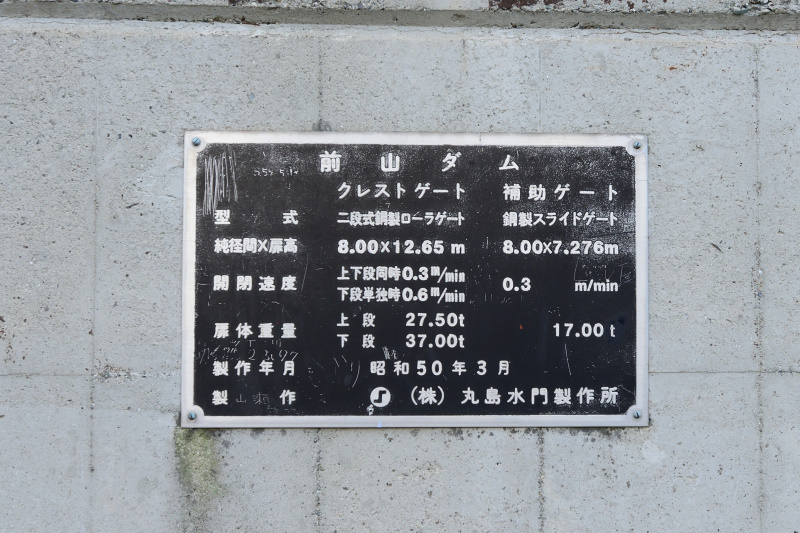 前山ダム
クレストゲート 補助ゲート
型式 二段式鋼製ローラゲート 鋼製スライドゲート
純径間×扉高 8.00×12.65 m 8.00×7.276m
開閉速度 上下段同時0.3m/min 0.3 m/min
下段単独時0.6m/min
扉体重量 上段 27.50t 17.00t
下段 37.00t
製作年月 昭和50年3月
製作 (株)丸島水門製作所